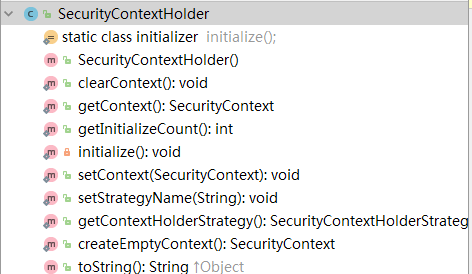 SecurityContextHolder
static class initializer initialize();
SecurityContextHolder()
clearContext(): void
getContext(): SecurityContext
getInitializeCount(): int
initialize(): void
setContext(SecurityContext): void
setStrategyName(String): void
getContextHolderStrategy(): SecurityContextHolderStrateg
createEmptyContext(): SecurityContext
toString(): String ↑Object